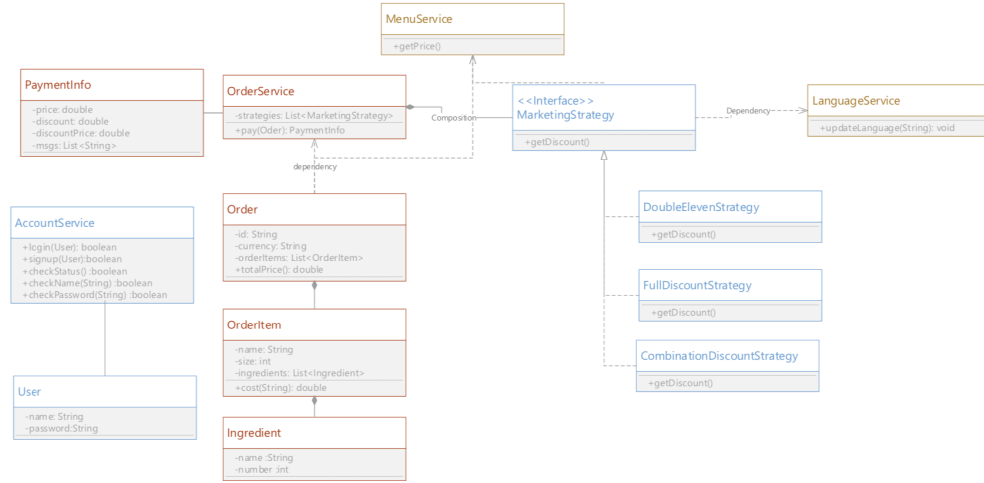 MenuService
+getPrice()
PaymentInfo
-price: double
-discount: double
-discountPrice: double
-msgs: List<String>
OrderService
-strategies: List<MarketingStrategy>
+pay(Oder): PaymentInfo
Composition
<<Interface>>
MarketingStrategy
+getDiscount()
Dependency
LanguageService
+updateLanguage(String): void
dependency
Order
-id: String
-currency: String
-orderItems: List<OrderItem>
+totalPrice(): double
AccountService
+login(User): boolean
+signup(User):boolean
+checkStatus() :boolean
+checkName(String) :boolean
+checkPassword(String) :boolean
DoubleElevenStrategy
+getDiscount()
FullDiscountStrategy
+getDiscount()
OrderItem
-name: String
-size: int
-ingredients: List<Ingredient>
+cost(String): double
CombinationDiscountStrategy
+getDiscount()
User
-name: String
-password:String
Ingredient
-name :String
-number :int